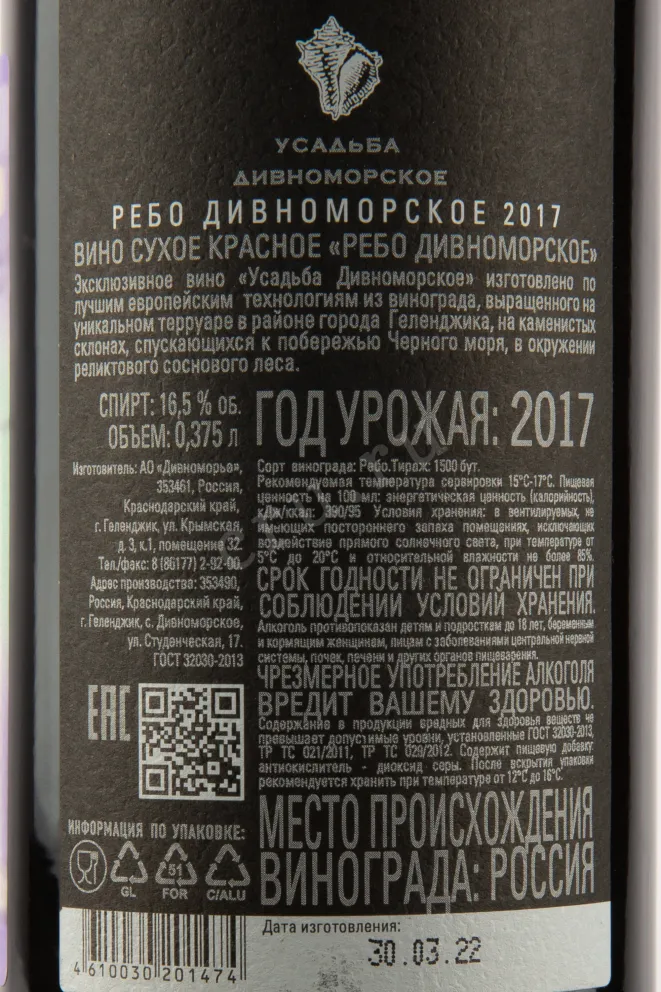 УСАДЬБА
ДИВНОМОРСКОЕ
РЕБО ДИВНОМОРСКОЕ 2017
ВИНО СУХОЕ КРАСНОЕ «РЕБО ДИВНОМОРСКОЕ»
Эксклюзивное вино «Усадьба Дивноморское» изготовлено по
лучшим европейским технологиям из винограда, выращенного на
уникальном терруаре в районе города Геленджика, на каменистых
склонах, спускающихся к побережью Черного моря, в окружении
реликтового соснового леса.
СПИРТ: 16,5 % ОБ.
ОБЪЕМ: 0,375 л
Изготовитель: АО «Дивноморье»,
353461, Россия,
Краснодарский край,
г. Геленджик, ул. Крымская,
д. 3, к.1, помещение 32
Тел./факс: 8 (86177) 2-92-00.
Адрес производства: 353490,
Россия, Краснодарский край,
г. Геленджик, с. Дивноморское,
ул. Студенческая, 17.
ГОСТ 32030-2013
ГОД УРОЖАЯ: 2017
Сорт винограда: Ребо.Тираж: 1500 бут.
Рекомендуемая температура сервировки 15°С-17°С. Пищевая
ценность на 100 мл: энергетическая ценность (калорийность),
кДж/ккал: 390/95 Условия хранения: в вентилируемых, не
имеющих постороннего запаха помещениях, исключающих
воздействие прямого солнечного света, при температуре от
5°С до 20°С и относительной влажности не более 85%.
СРОК ГОДНОСТИ НЕ ОГРАНИЧЕН ПРИ
СОБЛЮДЕНИИ УСЛОВИЙ ХРАНЕНИЯ.
Алкоголь противопоказан детям и подросткам до 18 лет, беременным
и кормящим женщинам, лицам с заболеваниями центральной нервной
системы, почек, печени и других органов пищеварения.
ЧРЕЗМЕРНОЕ УПОТРЕБЛЕНИЕ АЛКОГОЛЯ
ВРЕДИТ ВАШЕМУ ЗДОРОВЬЮ.
Содержание в продукции вредных для здоровья веществ не
превышает допустимые уровни, установленные ГОСТ 32030-2013,
ТР ТС 021/2011, ТР ТС 029/2012. Содержит пищевую добавку
антиокислитель - диоксид серы. После вскрытия упаковки
рекомендуется хранить при температуре от 12°С до 16°С.
МЕСТО ПРОИСХОЖДЕНИЯ
ВИНОГРАДА: РОССИЯ
EAC
ИНФОРМАЦИЯ ПО УПАКОВКЕ:
GL
51
FOR
C/ALU
4 610030 201474
Дата изготовления:
30.03.22